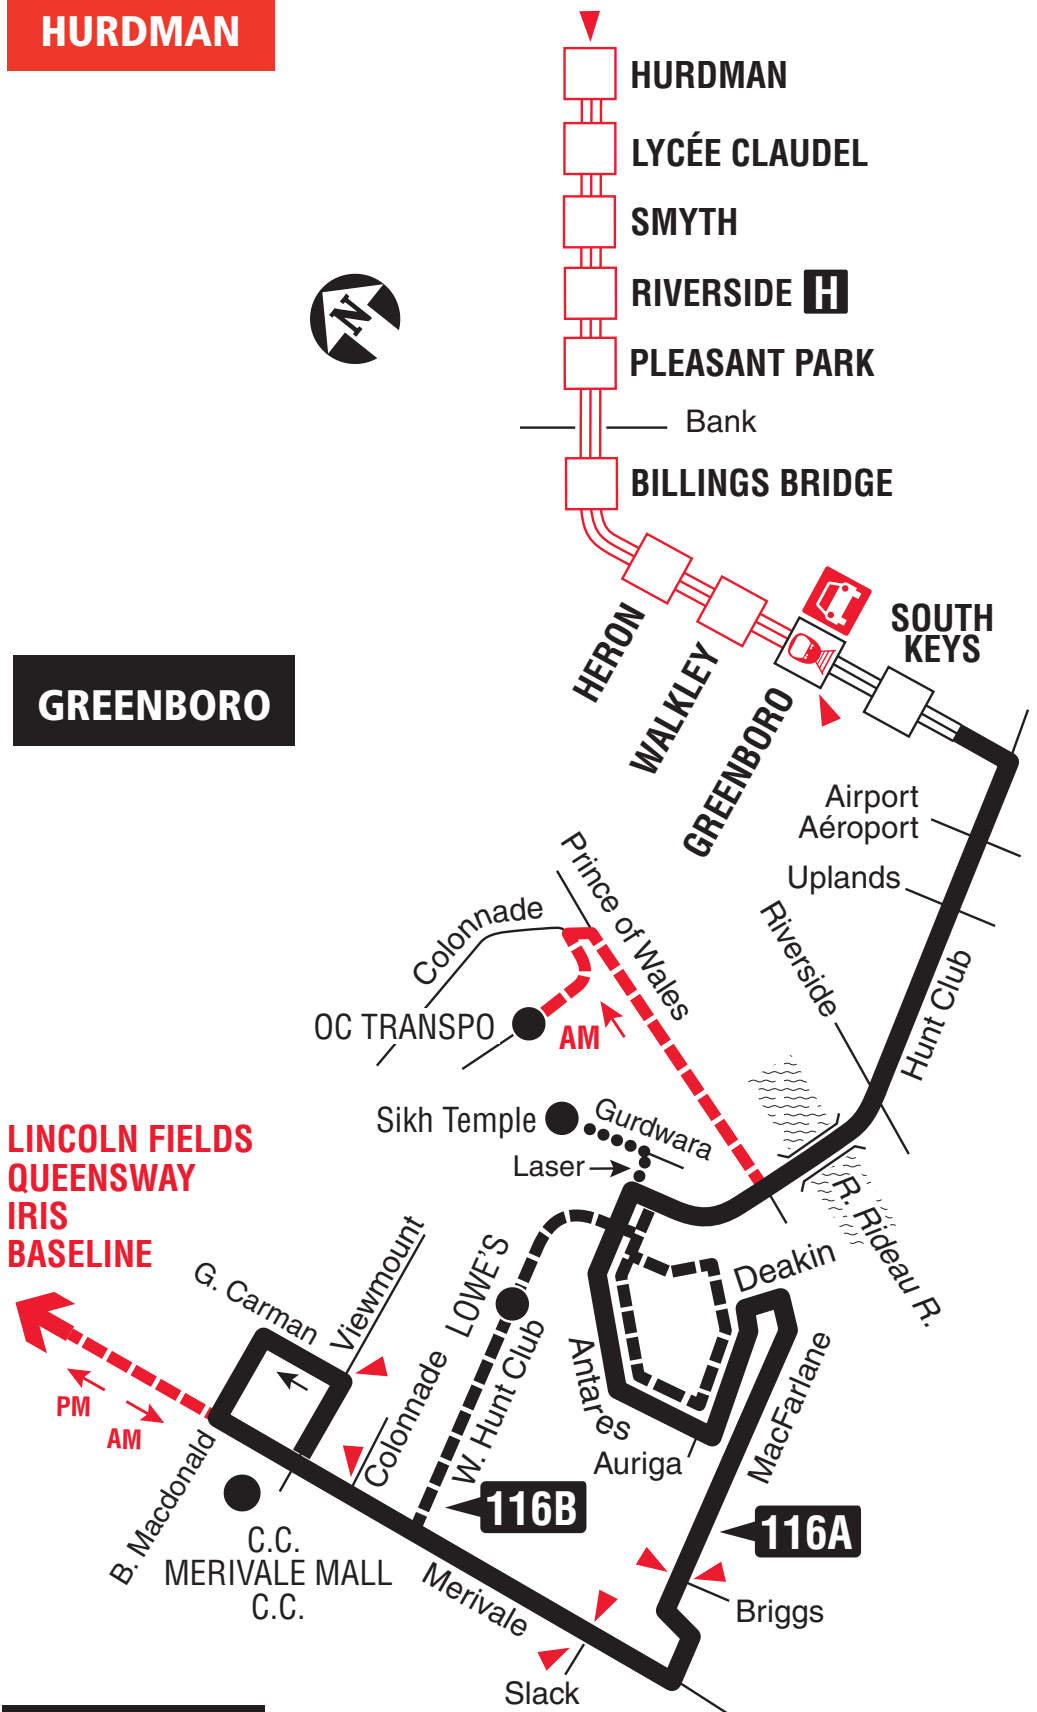 HURDMAN
HURDMAN
LYCÉE CLAUDEL
SMYTH
N
RIVERSIDE H
PLEASANT PARK
Bank
BILLINGS BRIDGE
HERON
WALKLEY
GREENBORO
SOUTH
KEYS
GREENBORO
Airport
Aéroport
Uplands
Prince of Wales
Colonnade
Riverside
Hunt Club
OC TRANSPO
AM
Sikh Temple
Gurdwara
Laser
R. Rideau R.
LINCOLN FIELDS
QUEENSWAY
IRIS
BASELINE
G. Carman
Viewmount
LOWE'S
Deakin
PM
AM
Colonnade
W. Hunt Club
Antares
MacFarlane
Auriga
B. Macdonald
116B
116A
C.C.
MERIVALE MALL
C.C.
Merivale
Briggs
Slack